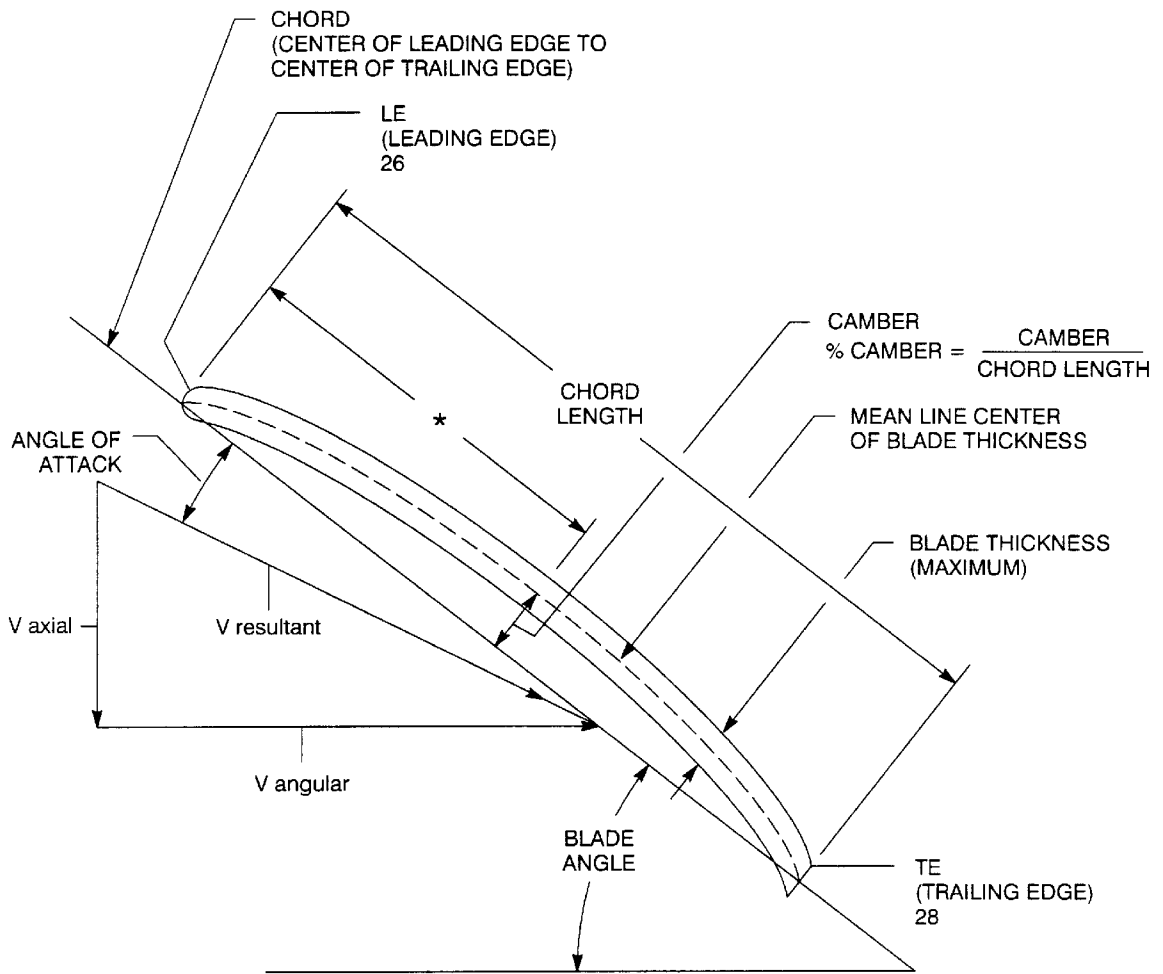 CHORD
(CENTER OF LEADING EDGE TO
CENTER OF TRAILING EDGE)
LE
(LEADING EDGE)
26
CAMBER
% CAMBER = CAMBER
CHORD LENGTH
CHORD
LENGTH
*
MEAN LINE CENTER
OF BLADE THICKNESS
ANGLE OF
ATTACK
BLADE THICKNESS
(MAXIMUM)
V axial
V resultant
V angular
BLADE
ANGLE
TE
(TRAILING EDGE)
28